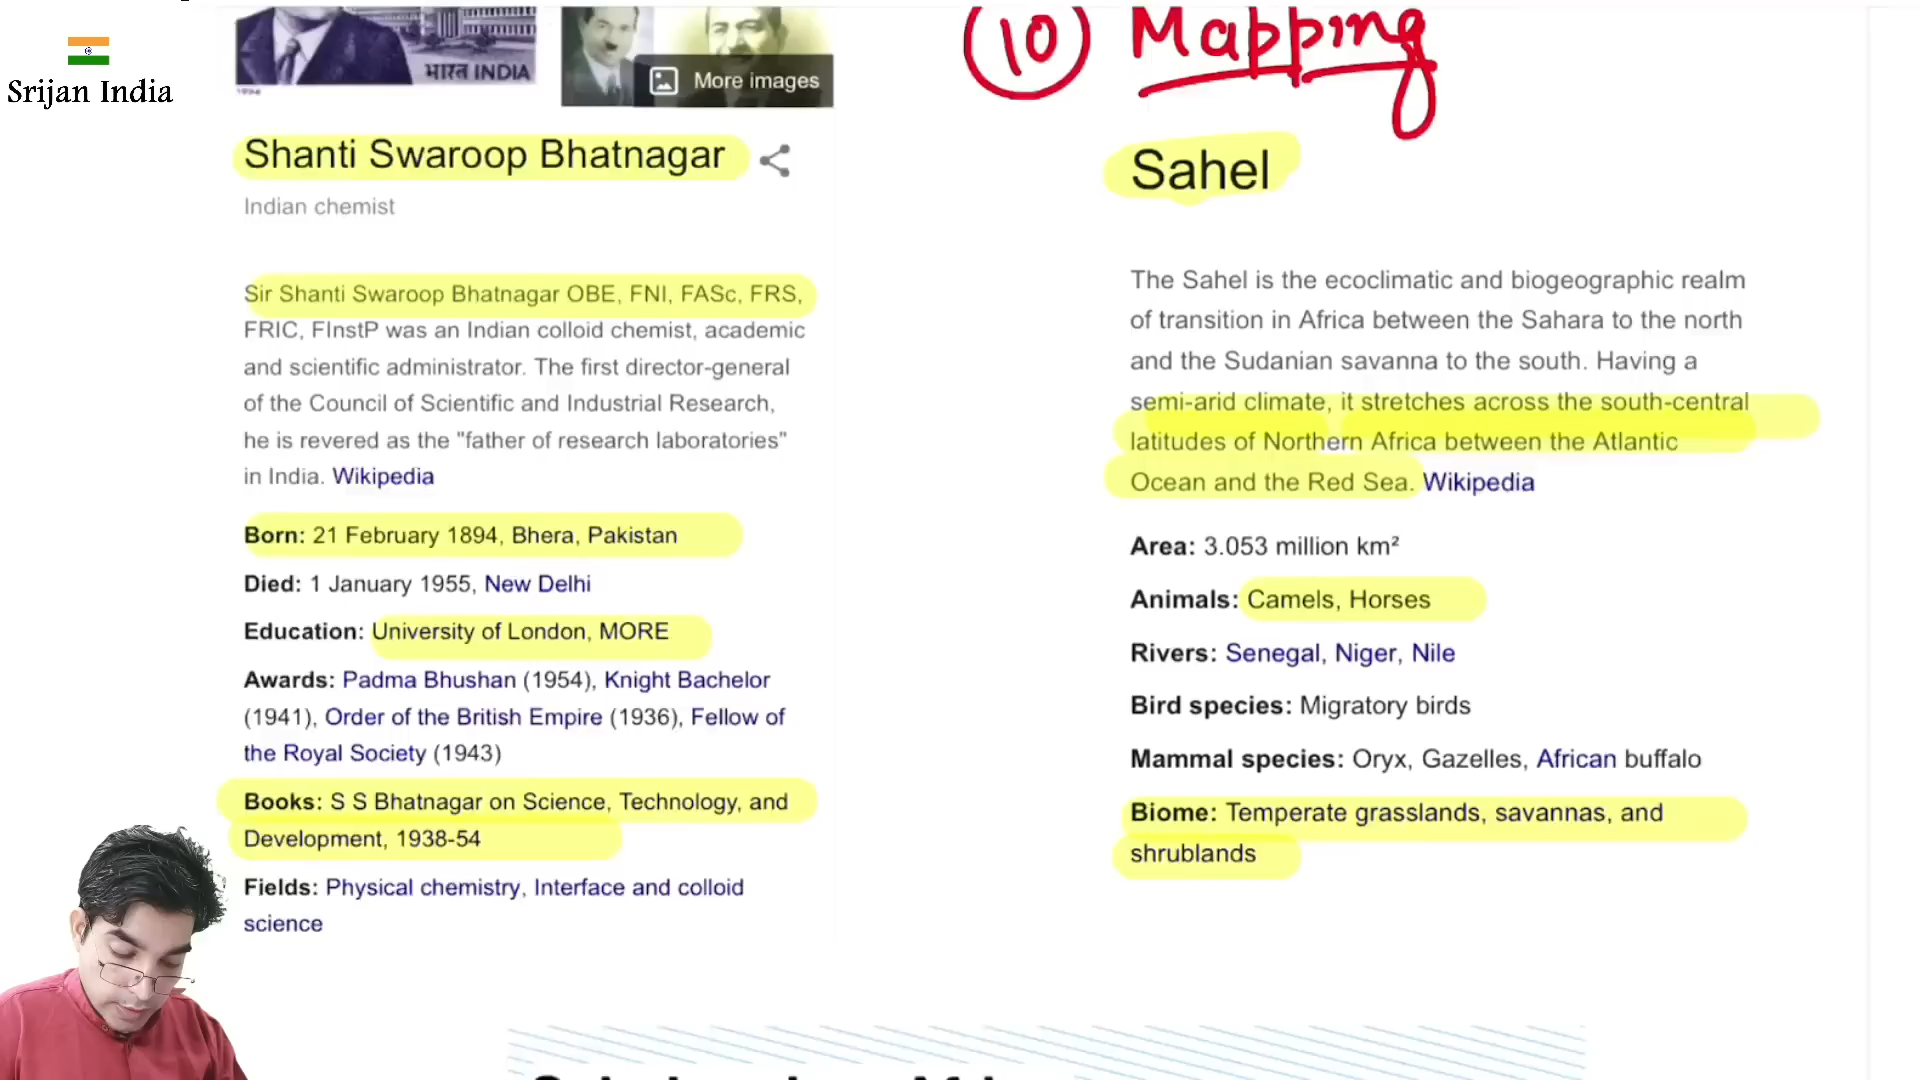 Srijan India
भारत INDIA
More images
10 Mapping
Shanti Swaroop Bhatnagar
Indian chemist
Sir Shanti Swaroop Bhatnagar OBE, FNI, FASc, FRS,
FRIC, FInstP was an Indian colloid chemist, academic
and scientific administrator. The first director-general
of the Council of Scientific and Industrial Research,
he is revered as the "father of research laboratories"
in India. Wikipedia
Born: 21 February 1894, Bhera, Pakistan
Died: 1 January 1955, New Delhi
Education: University of London, MORE
Awards: Padma Bhushan (1954), Knight Bachelor
(1941), Order of the British Empire (1936), Fellow of
the Royal Society (1943)
Books: S S Bhatnagar on Science, Technology, and
Development, 1938-54
Fields: Physical chemistry, Interface and colloid
science
Sahel
The Sahel is the ecoclimatic and biogeographic realm
of transition in Africa between the Sahara to the north
and the Sudanian savanna to the south. Having a
semi-arid climate, it stretches across the south-central
latitudes of Northern Africa between the Atlantic
Ocean and the Red Sea. Wikipedia
Area: 3.053 million km²
Animals: Camels, Horses
Rivers: Senegal, Niger, Nile
Bird species: Migratory birds
Mammal species: Oryx, Gazelles, African buffalo
Biome: Temperate grasslands, savannas, and
shrublands